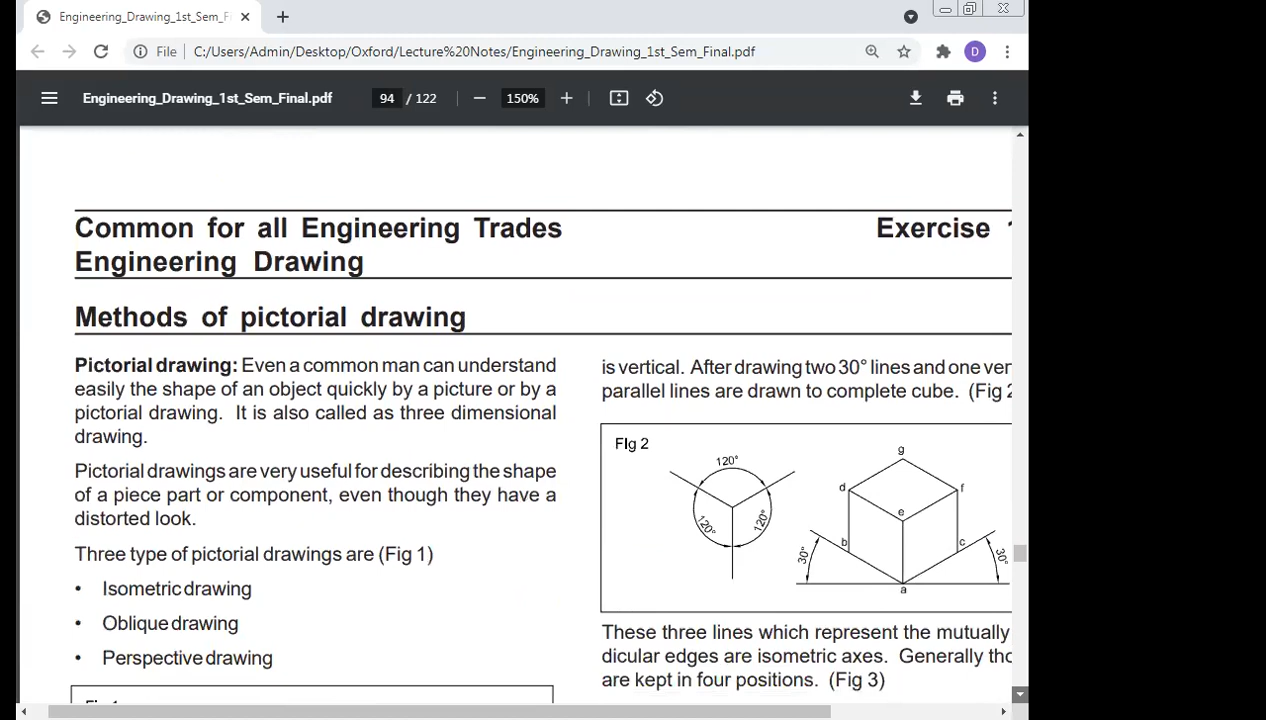 Engineering_Drawing_1st_Sem_Fi
File C:/Users/Admin/Desktop/Oxford/Lecture%20Notes/Engineering_Drawing_1st_Sem_Final.pdf
D
Engineering_Drawing_1st_Sem_Final.pdf 94 / 122 150%
Common for all Engineering Trades
Exercise
Engineering Drawing
Methods of pictorial drawing
Pictorial drawing: Even a common man can understand
easily the shape of an object quickly by a picture or by a
pictorial drawing. It is also called as three dimensional
drawing.
Pictorial drawings are very useful for describing the shape
of a piece part or component, even though they have a
distorted look.
Three type of pictorial drawings are (Fig 1)
• Isometric drawing
• Oblique drawing
• Perspective drawing
is vertical. After drawing two 30° lines and one ver
parallel lines are drawn to complete cube. (Fig 2
FIg 2
120°
120°
120°
g
d
f
e
b
c
30°
30°
a
These three lines which represent the mutually
dicular edges are isometric axes. Generally tho
are kept in four positions. (Fig 3)